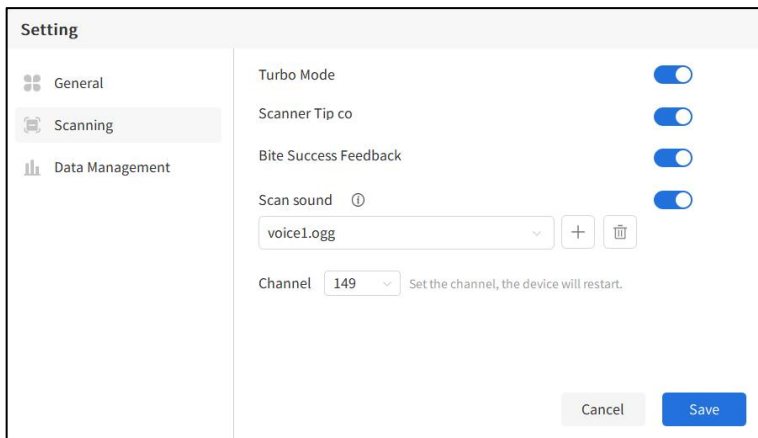 Setting
General
Scanning
Data Management
Turbo Mode
Scanner Tip co
Bite Success Feedback
Scan sound
voice1.ogg
Channel 149 Set the channel, the device will restart.
Cancel Save